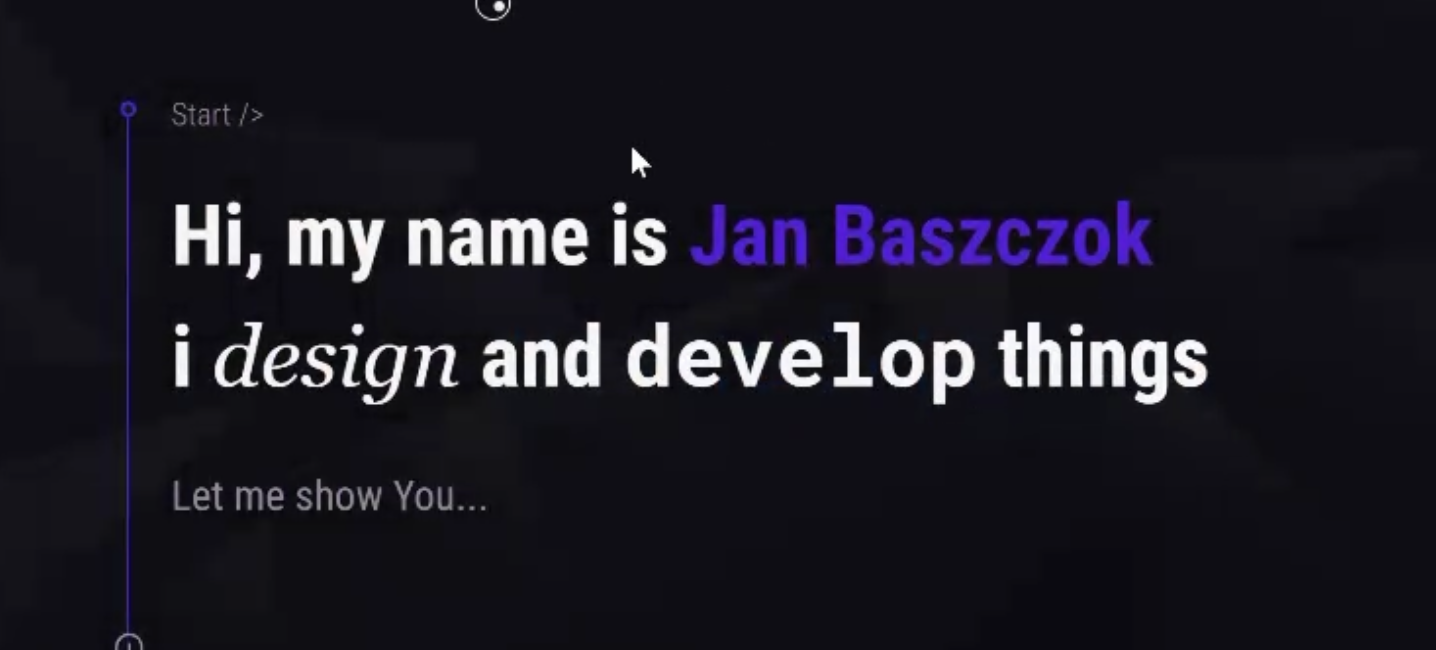 Start />
Hi, my name is Jan Baszczok
i design and develop things
Let me show You...